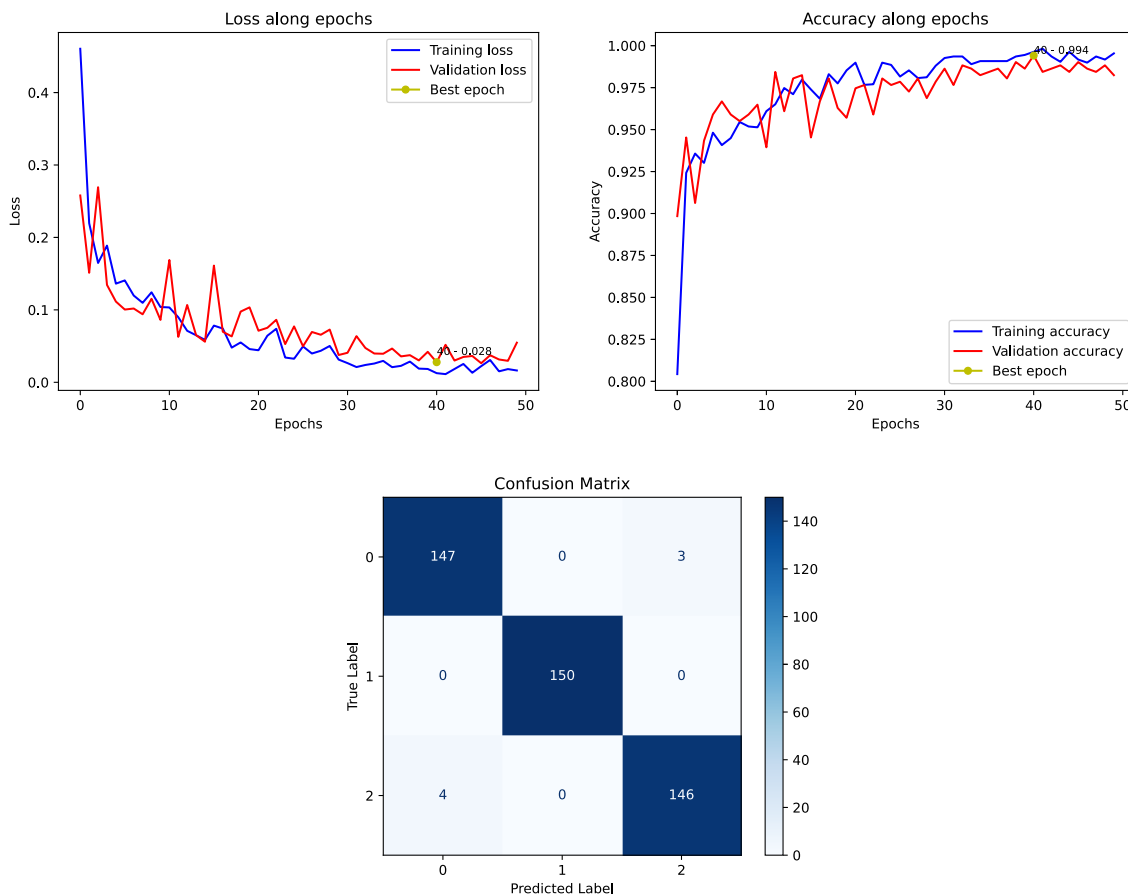 Loss along epochs
Training loss
Validation loss
Best epoch
0.4
0.3
0.2
0.1
0.0
Loss
40 - 0.028
0 10 20 30 40 50
Epochs
Accuracy along epochs
40 - 0.994
1.000
0.975
0.950
0.925
0.900
0.875
0.850
0.825
0.800
Accuracy
Training accuracy
Validation accuracy
Best epoch
0 10 20 30 40 50
Epochs
Confusion Matrix
True Label
0 147 0 3
1 0 150 0
2 4 0 146
0 1 2
Predicted Label
140
120
100
80
60
40
20
0